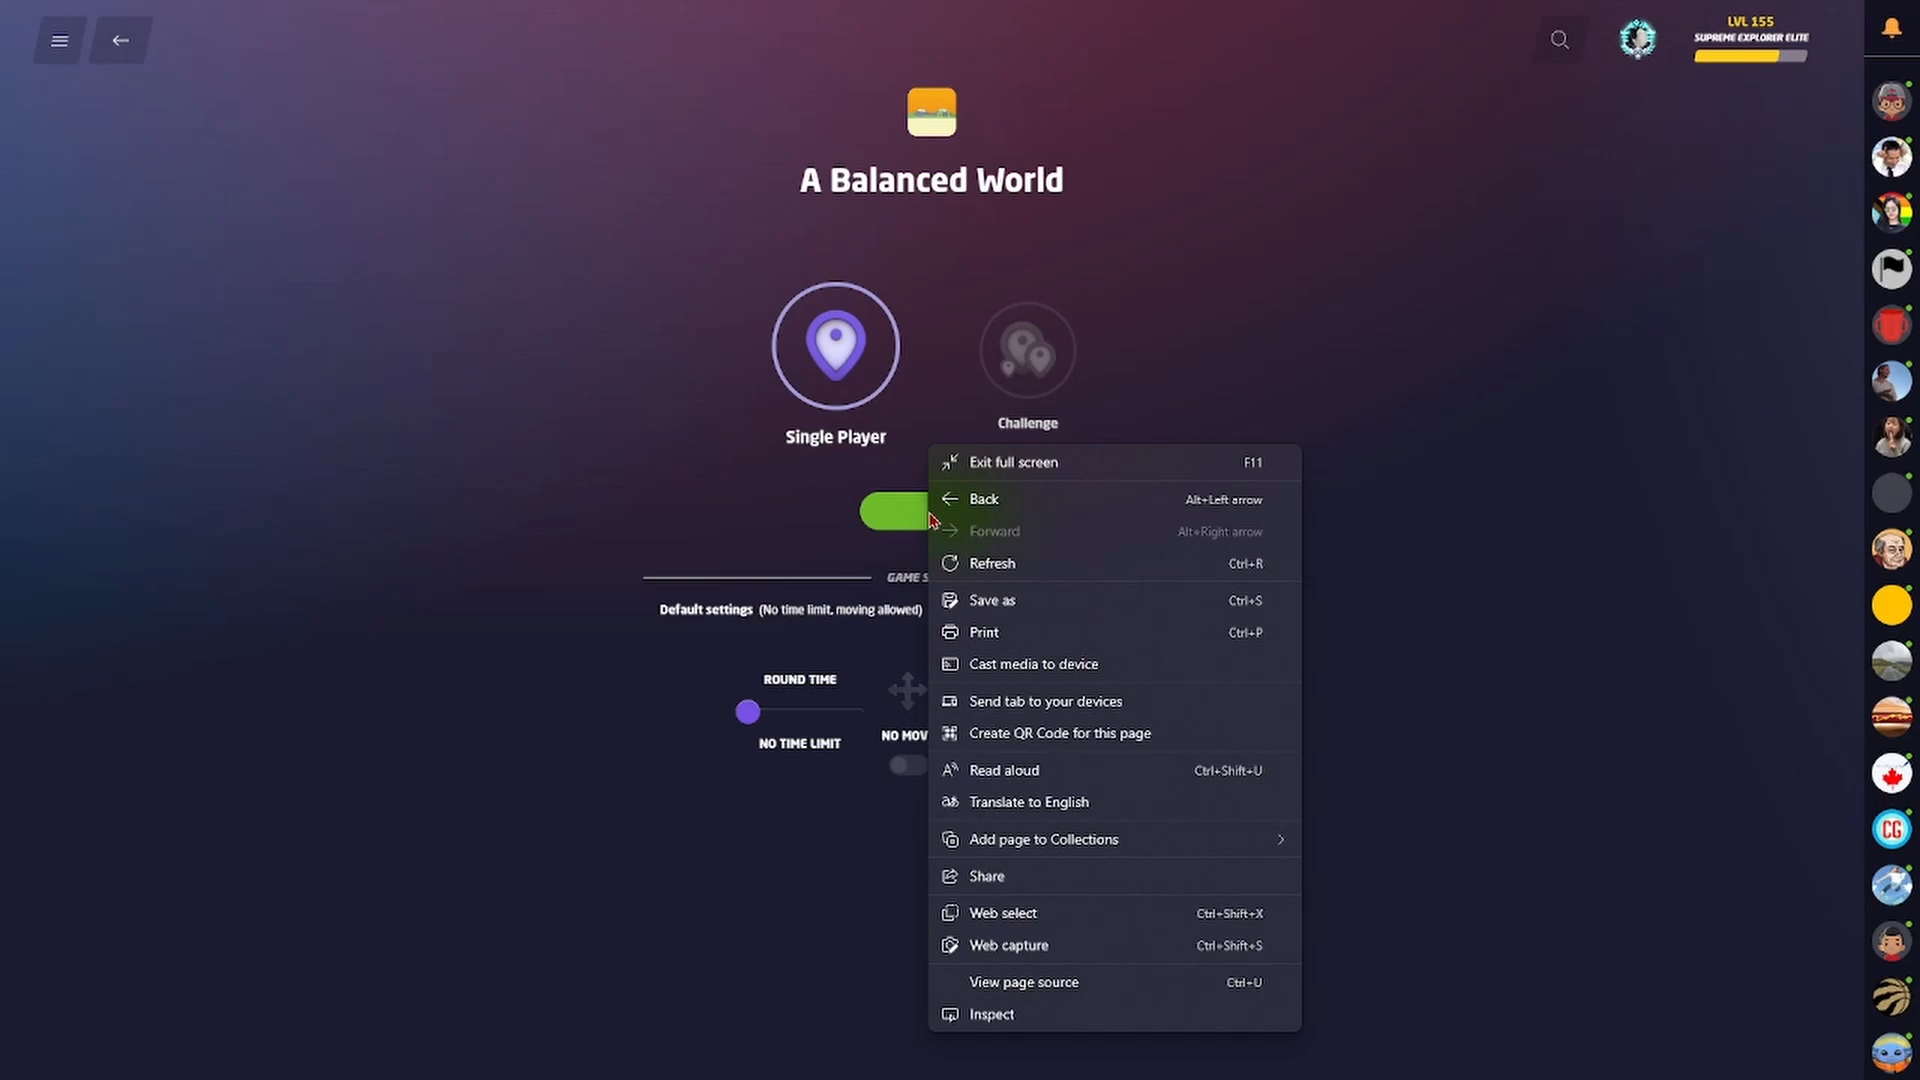 LVL 155
SUPREME EXPLORER ELITE
A Balanced World
Single Player
Challenge
Exit full screen F11
Back Alt+Left arrow
Forward Alt+Right arrow
Refresh Ctrl+R
GAME S
Default settings (No time limit, moving allowed)
Save as Ctrl+S
Print Ctrl+P
Cast media to device
ROUND TIME
Send tab to your devices
NO MOV
Create QR Code for this page
NO TIME LIMIT
Read aloud Ctrl+Shift+U
Translate to English
Add page to Collections
CG
Share
Web select Ctrl+Shift+X
Web capture Ctrl+Shift+S
View page source Ctrl+U
Inspect